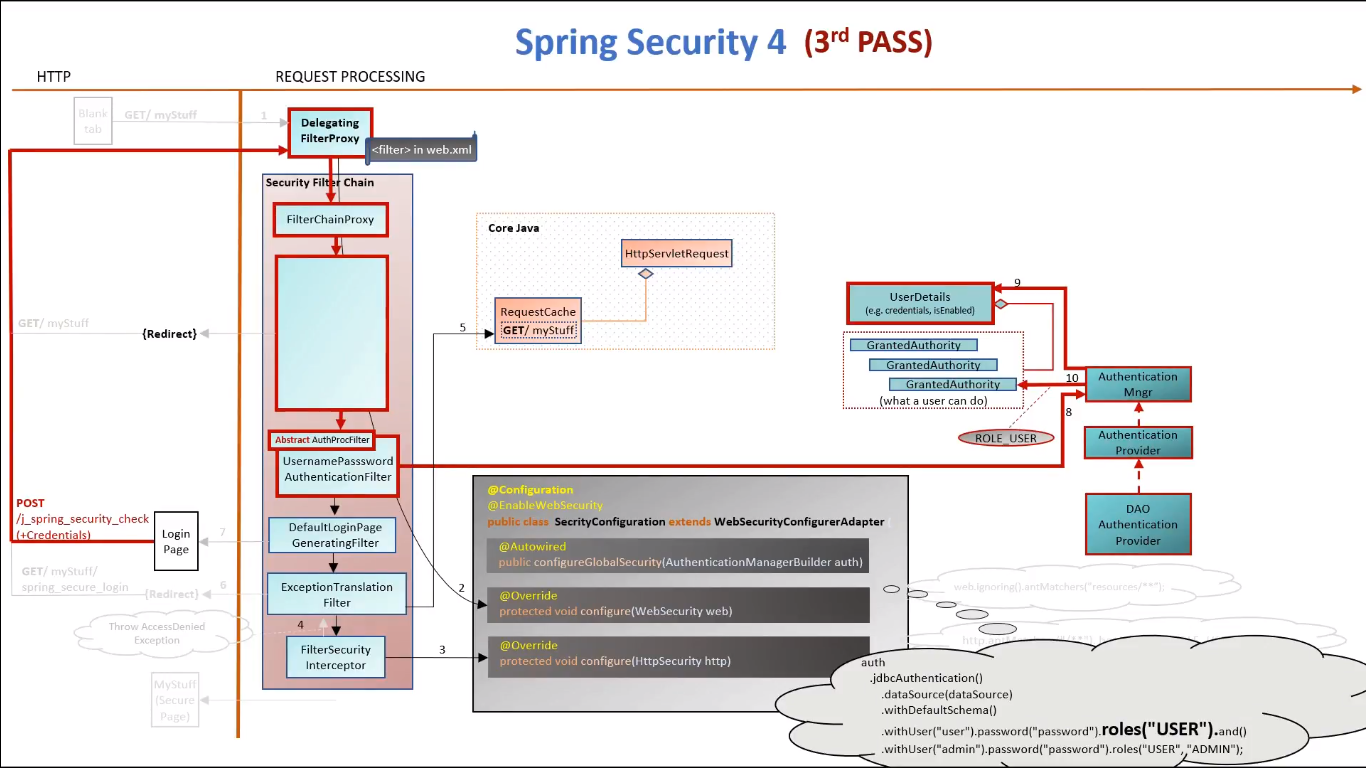 Spring Security 4 (3rd PASS)
HTTP
REQUEST PROCESSING
Blank
tab
GET/ myStuff
1
Delegating
FilterProxy
<filter> in web.xml
Security Filter Chain
FilterChainProxy
Core Java
HttpServletRequest
RequestCache
GET/ myStuff
5
GET/ myStuff
{Redirect}
9
UserDetails
(e.g. credentials, isEnabled)
GrantedAuthority
GrantedAuthority
GrantedAuthority
(what a user can do)
10
8
Authentication
Mngr
ROLE_USER
Authentication
Provider
DAO
Authentication
Provider
Abstract AuthProcFilter
UsernamePasssword
AuthenticationFilter
POST
/j_spring_security_check
(+Credentials)
Login
Page
7
DefaultLoginPage
GeneratingFilter
GET/ myStuff/
spring_secure_login
{Redirect}
6
ExceptionTranslation
Filter
2
Throw AccessDenied
Exception
4
FilterSecurity
Interceptor
3
MyStuff
(Secure
Page)
@Configuration
@EnableWebSecurity
public class SecrityConfiguration extends WebSecurityConfigurerAdapter {
@Autowired
public configureGlobalSecurity(AuthenticationManagerBuilder auth)
@Override
protected void configure(WebSecurity web)
@Override
protected void configure(HttpSecurity http)
web.ignoring().antMatchers("resources/**");
auth
.jdbcAuthentication()
.dataSource(dataSource)
.withDefaultSchema()
.withUser("user").password("password").roles("USER").and()
.withUser("admin").password("password").roles("USER", "ADMIN");